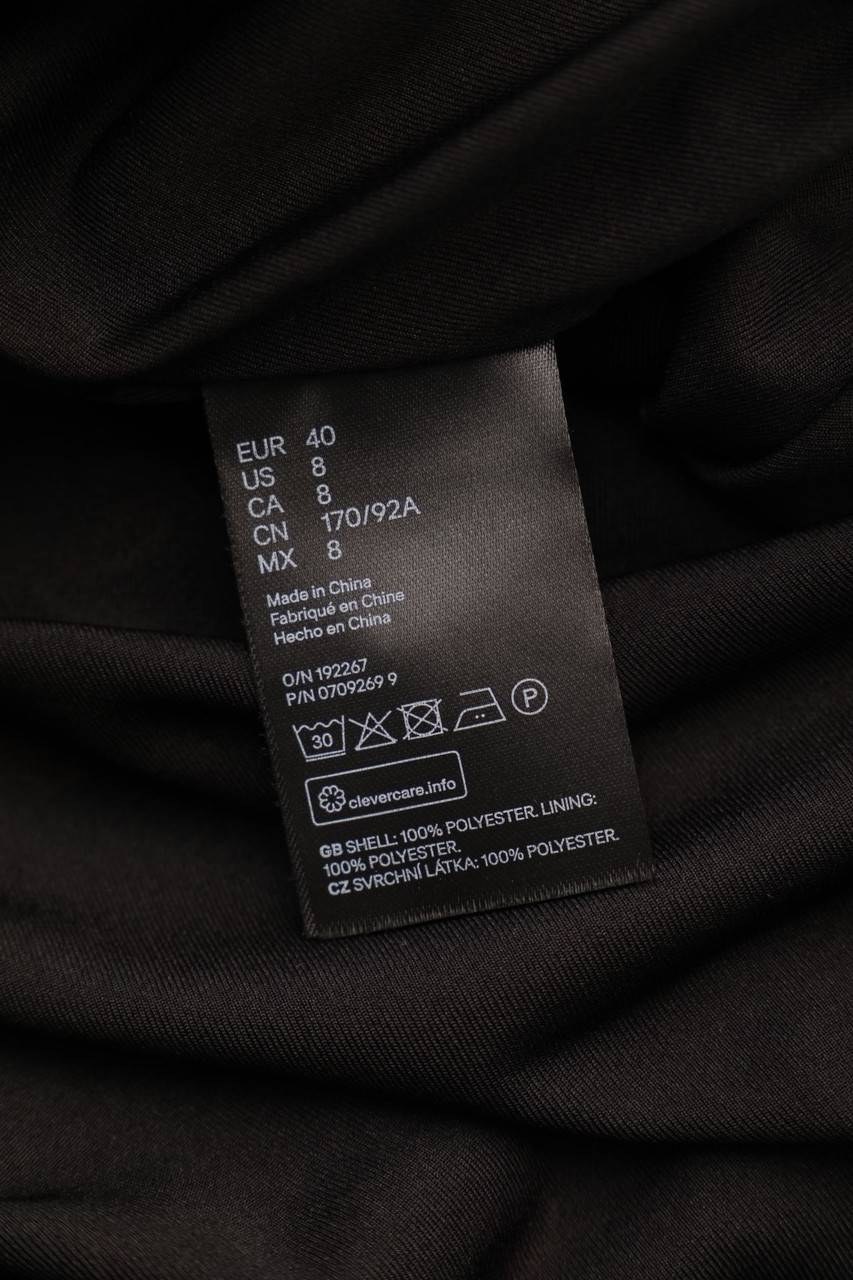 EUR 40
US 8
CA 8
CN 170/92A
MX 8
Made in China
Fabriqué en Chine
Hecho en China
O/N 192267
P/N 0709269 9
30
P
clevercare.info
GB SHELL: 100% POLYESTER. LINING:
100% POLYESTER.
CZ SVRCHNÍ LÁTKA: 100% POLYESTER.